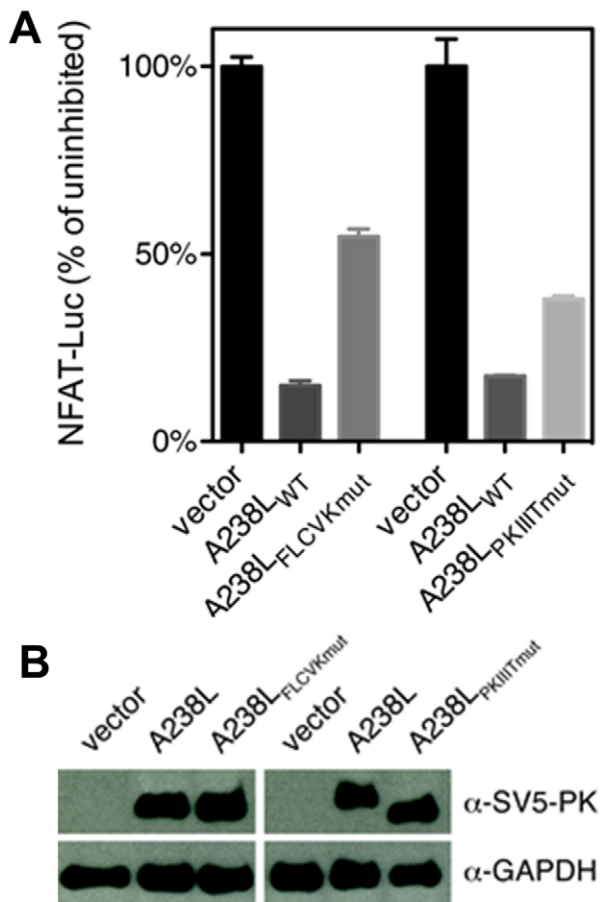 A
NFAT-Luc (% of uninhibited)
100%
50%
0%
vector
A238LWT
A238LFLCVKmut
vector
A238LWT
A238LPKIIITmut
B
vector
A238L
A238LFLCVKmut
vector
A238L
A238LPKIIITmut
α-SV5-PK
α-GAPDH